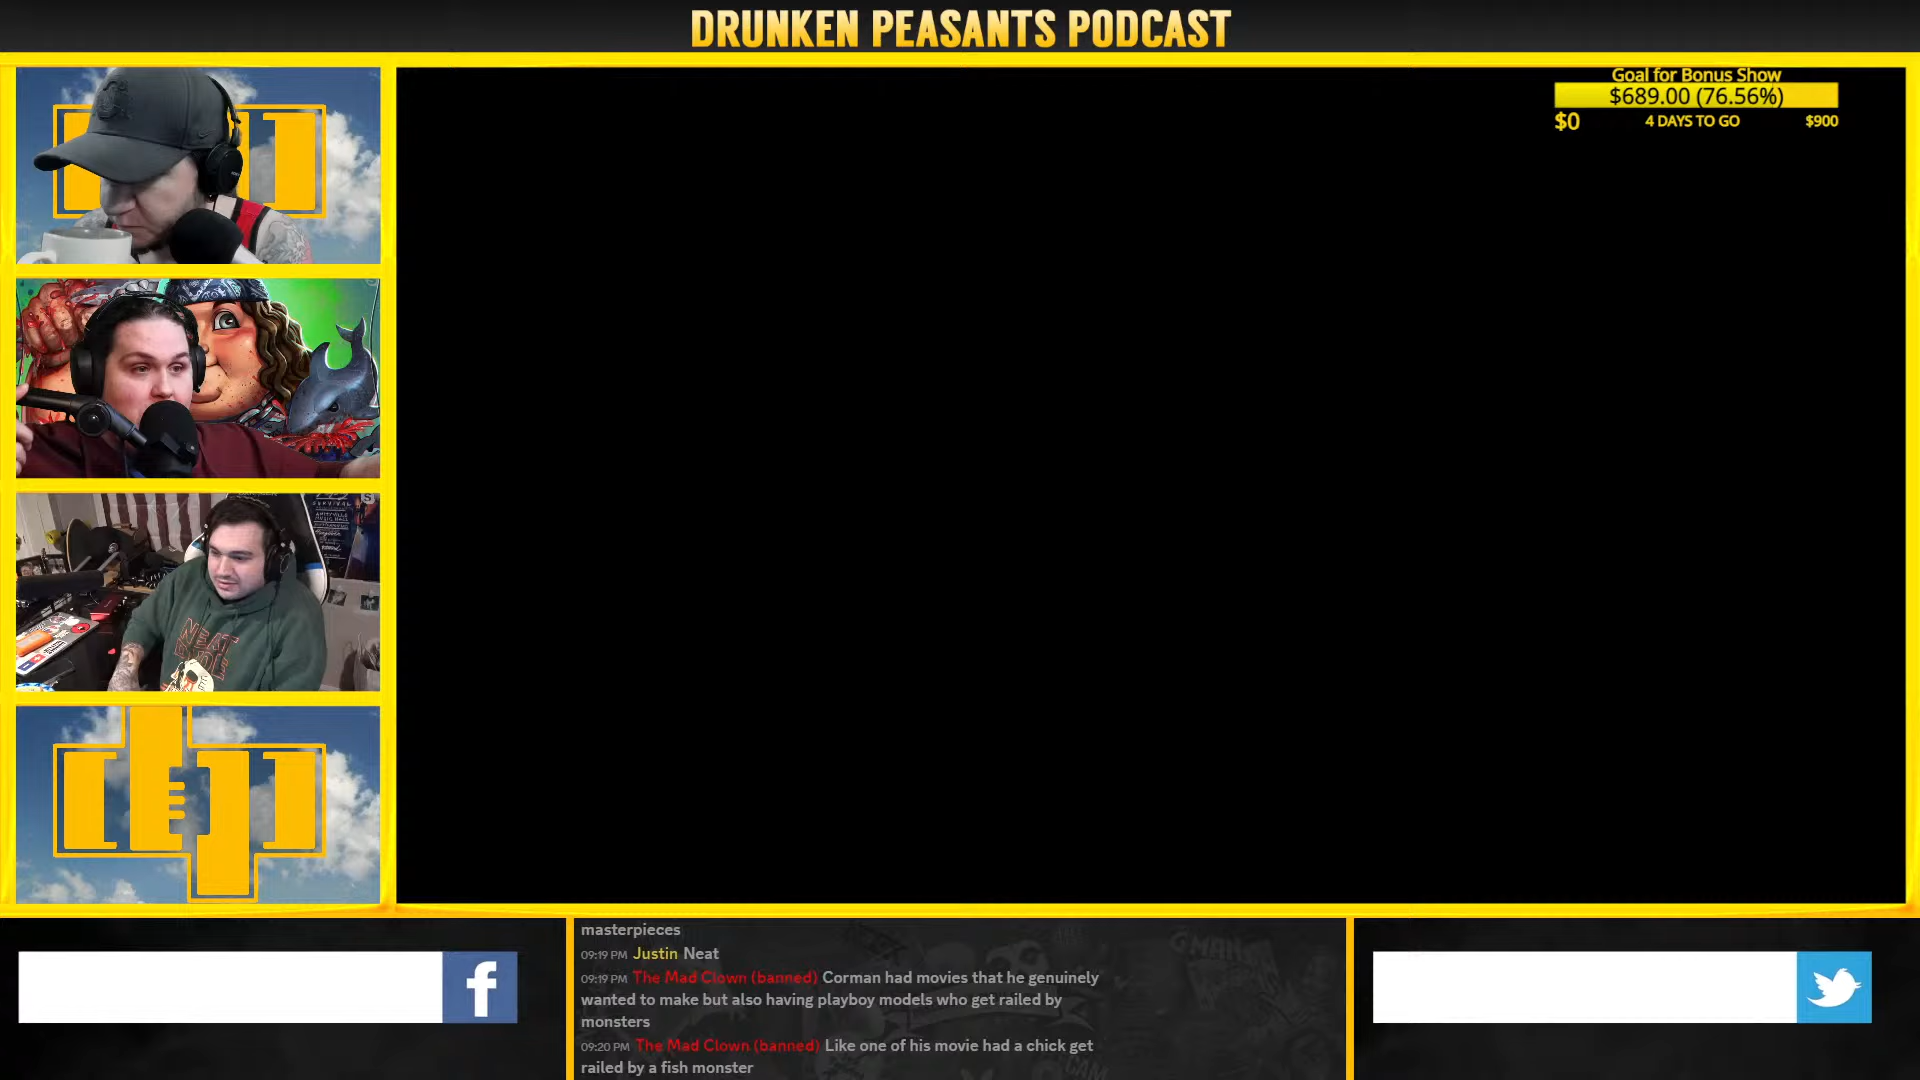 DRUNKEN PEASANTS PODCAST
Goal for Bonus Show
$689.00 (76.56%)
$0 4 DAYS TO GO $900
masterpieces
09:19 PM Justin Neat
09:19 PM The Mad Clown (banned) Corman had movies that he genuinely
wanted to make but also having playboy models who get railed by
monsters
09:20 PM The Mad Clown (banned) Like one of his movie had a chick get
railed by a fish monster